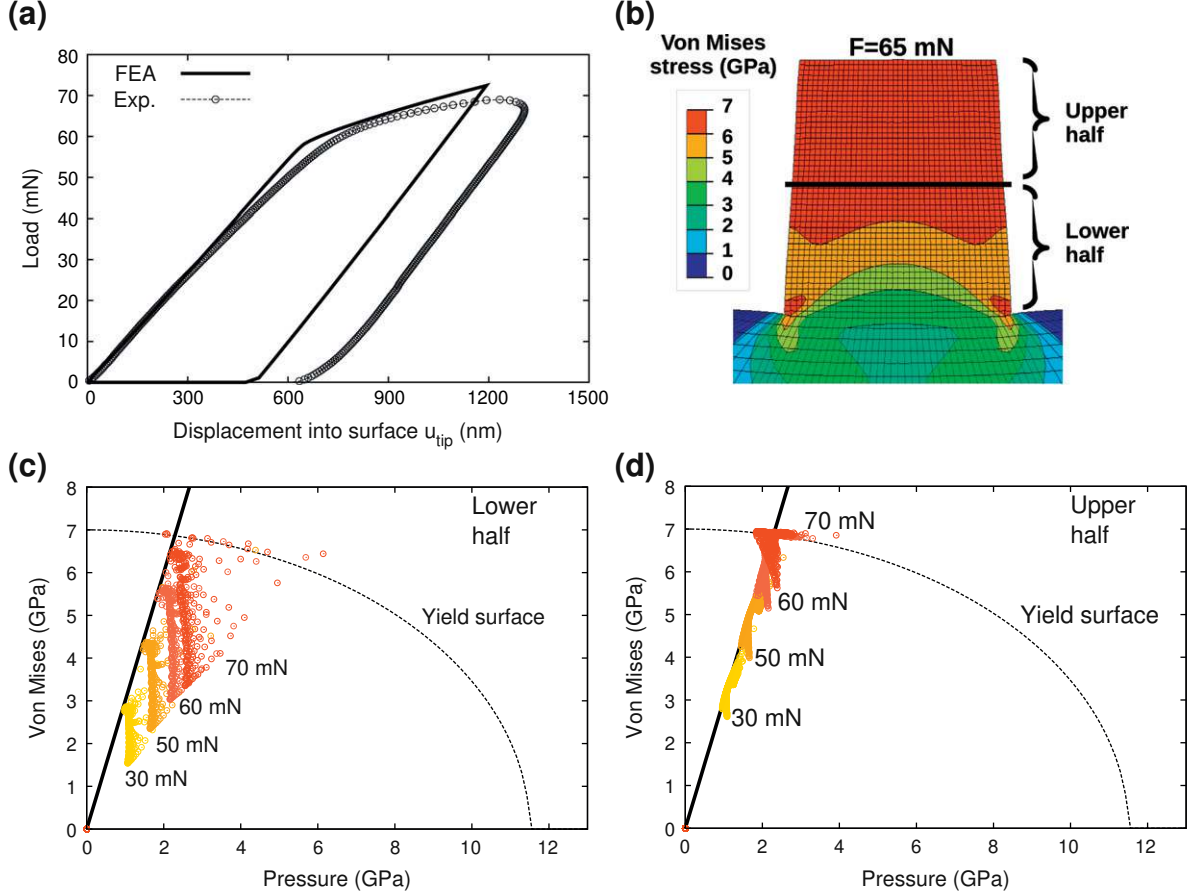 (a)
80
70
60
50
40
30
20
10
0
Load (mN)
FEA
Exp.
0 300 600 900 1200 1500
Displacement into surface u_tip (nm)
(b)
Von Mises
stress (GPa)
7
6
5
4
3
2
1
0
F=65 mN
Upper
half
Lower
half
(c)
8
7
6
5
4
3
2
1
0
Von Mises (GPa)
Lower
half
Yield surface
70 mN
60 mN
50 mN
30 mN
0 2 4 6 8 10 12
Pressure (GPa)
(d)
8
7
6
5
4
3
2
1
0
Von Mises (GPa)
Upper
half
70 mN
Yield surface
60 mN
50 mN
30 mN
0 2 4 6 8 10 12
Pressure (GPa)